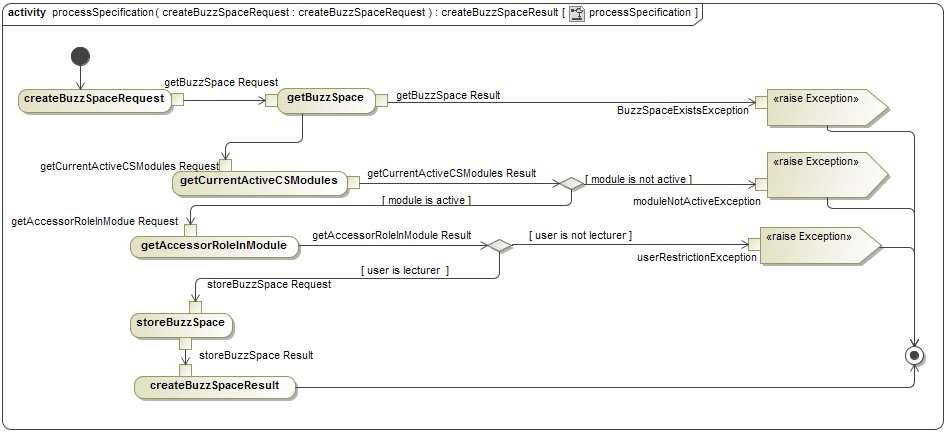 activity processSpecification( createBuzzSpaceRequest : createBuzzSpaceRequest ) : createBuzzSpaceResult [ processSpecification ]
getBuzzSpace Request
createBuzzSpaceRequest
getBuzzSpace
getBuzzSpace Result
BuzzSpaceExistsException
«raise Exception»
getCurrentActiveCSModules Request
getCurrentActiveCSModules
getCurrentActiveCSModules Result
[ module is not active ]
moduleNotActiveException
«raise Exception»
[ module is active ]
getAccessorRoleInModue Request
getAccessorRoleInModule
getAccessorRoleInModule Result
[ user is not lecturer ]
userRestrictionException
«raise Exception»
[ user is lecturer ]
storeBuzzSpace Request
storeBuzzSpace
storeBuzzSpace Result
createBuzzSpaceResult